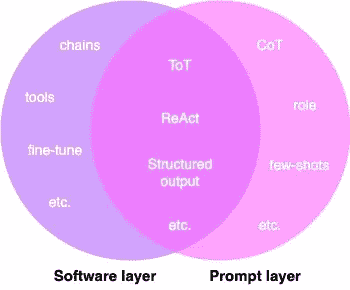 chains
tools
fine-tune
etc.
ToT
ReAct
Structured
output
etc.
CoT
role
few-shots
etc.
Software layer
Prompt layer